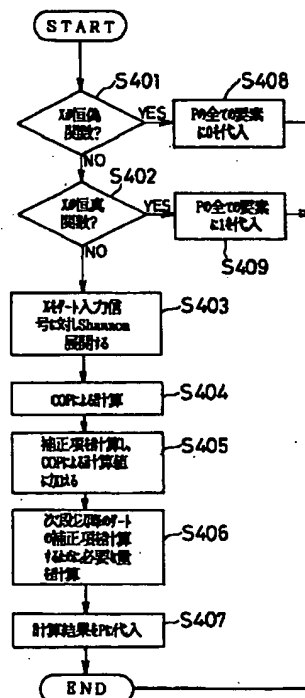 START
S401
Xが恒偽
関数?
YES
S408
Pの全ての要素
に0を代入
NO
S402
Xが恒真
関数?
YES
Pの全ての要素
に1を代入
S409
NO
S403
Xをゲート入力信
号に対しShannon
展開する
S404
COPによる計算
S405
補正項を計算し、
COPによる計算値
に加える
S406
次段以降のゲート
の補正項を計算
するために必要な量
を計算
S407
計算結果をPに代入
END